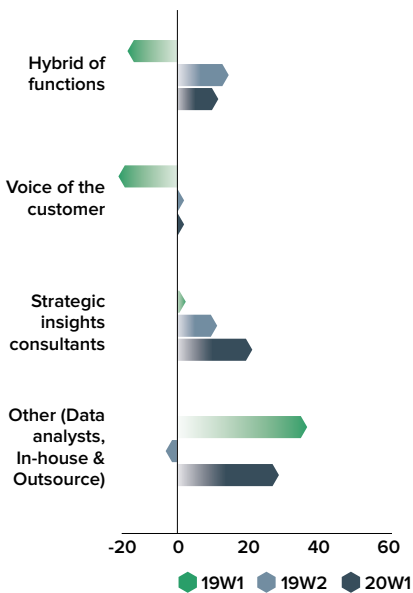 Hybrid of
functions
Voice of the
customer
Strategic
insights
consultants
Other (Data
analysts,
In-house &
Outsource)
-20 0 20 40 60
19W1 19W2 20W1